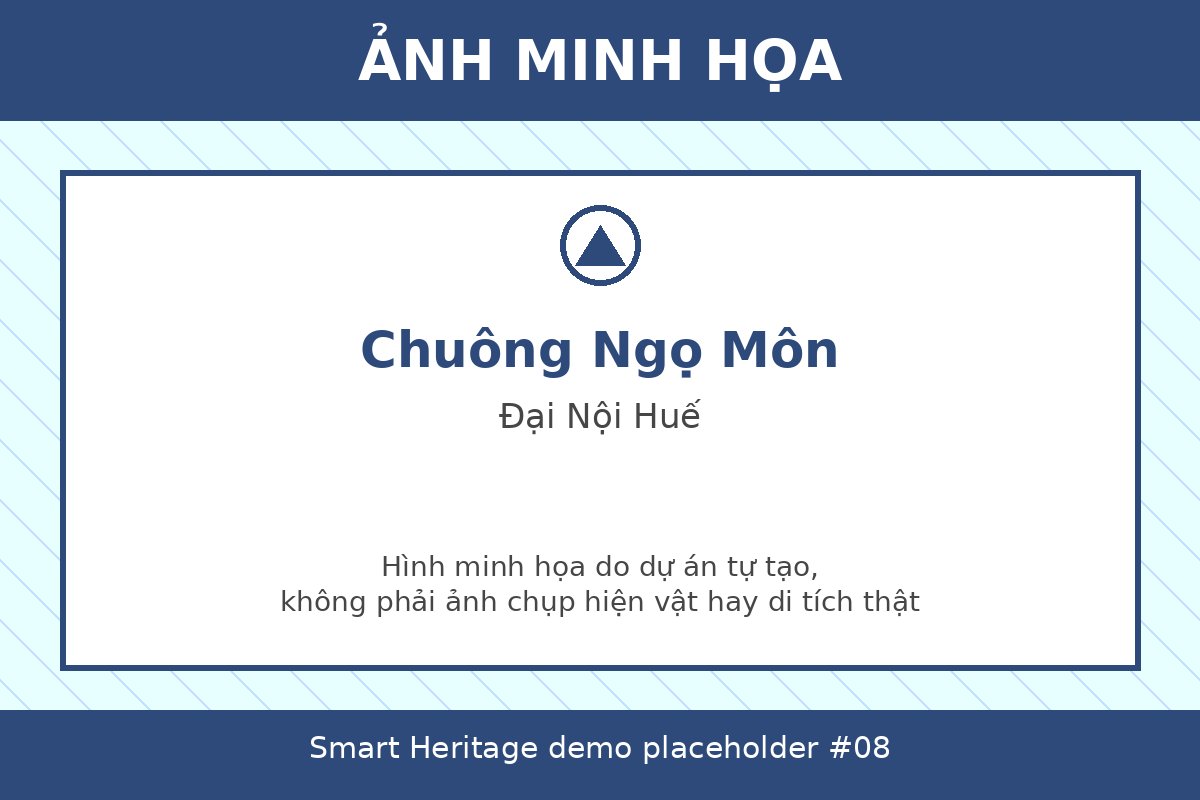 ẢNH MINH HỌA
Chuông Ngọ Môn
Đại Nội Huế
Hình minh họa do dự án tự tạo,
không phải ảnh chụp hiện vật hay di tích thật
Smart Heritage demo placeholder #08